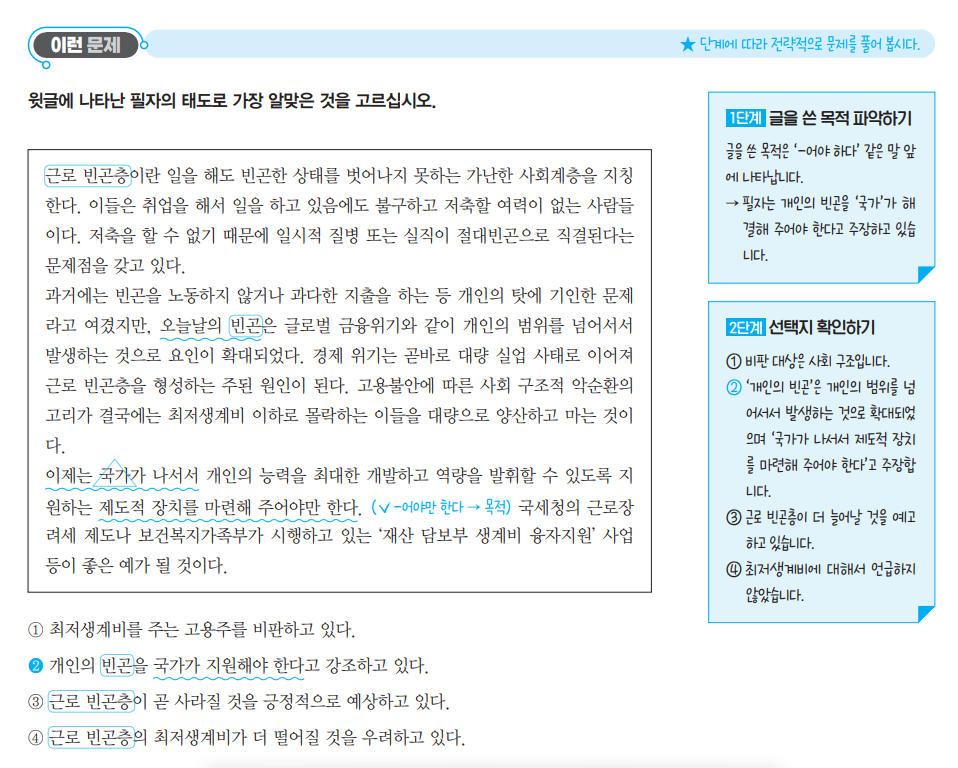 이런 문제
★ 단계에 따라 전략적으로 문제를 풀어 봅시다.
윗글에 나타난 필자의 태도로 가장 알맞은 것을 고르십시오.
근로 빈곤층이란 일을 해도 빈곤한 상태를 벗어나지 못하는 가난한 사회계층을 지칭
한다. 이들은 취업을 해서 일을 하고 있음에도 불구하고 저축할 여력이 없는 사람들
이다. 저축을 할 수 없기 때문에 일시적 질병 또는 실직이 절대빈곤으로 직결된다는
문제점을 갖고 있다.
과거에는 빈곤을 노동하지 않거나 과다한 지출을 하는 등 개인의 탓에 기인한 문제
라고 여겼지만, 오늘날의 빈곤은 글로벌 금융위기와 같이 개인의 범위를 넘어서서
발생하는 것으로 요인이 확대되었다. 경제 위기는 곧바로 대량 실업 사태로 이어져
근로 빈곤층을 형성하는 주된 원인이 된다. 고용불안에 따른 사회 구조적 악순환의
고리가 결국에는 최저생계비 이하로 몰락하는 이들을 대량으로 양산하고 마는 것이
다.
이제는 국가가 나서서 개인의 능력을 최대한 개발하고 역량을 발휘할 수 있도록 지
원하는 제도적 장치를 마련해 주어야만 한다. (✓-어야만 한다 → 목적) 국세청의 근로장
려세 제도나 보건복지가족부가 시행하고 있는 ‘재산 담보부 생계비 융자지원’ 사업
등이 좋은 예가 될 것이다.
① 최저생계비를 주는 고용주를 비판하고 있다.
❷ 개인의 빈곤을 국가가 지원해야 한다고 강조하고 있다.
③ 근로 빈곤층이 곧 사라질 것을 긍정적으로 예상하고 있다.
④ 근로 빈곤층의 최저생계비가 더 떨어질 것을 우려하고 있다.
1단계 글을 쓴 목적 파악하기
글을 쓴 목적은 ‘-어야 하다’ 같은 말 앞
에 나타납니다.
→ 필자는 개인의 빈곤을 ‘국가’가 해
결해 주어야 한다고 주장하고 있습
니다.
2단계 선택지 확인하기
① 비판 대상은 사회 구조입니다.
② ‘개인의 빈곤’은 개인의 범위를 넘
어서서 발생하는 것으로 확대되었
으며 ‘국가가 나서서 제도적 장치
를 마련해 주어야 한다’고 주장합
니다.
③ 근로 빈곤층이 더 늘어날 것을 예고
하고 있습니다.
④ 최저생계비에 대해서 언급하지
않았습니다.